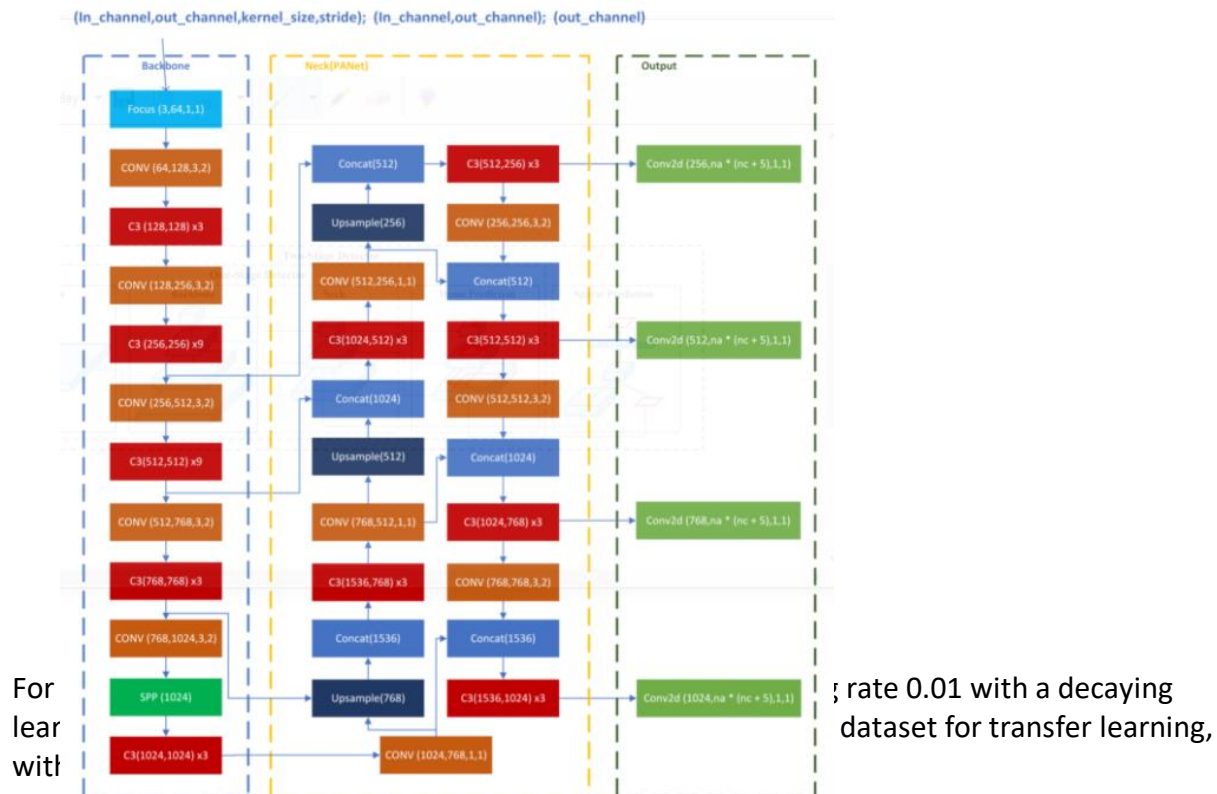 (In_channel,out_channel,kernel_size,stride); (In_channel,out_channel); (out_channel)
Backbone
Focus (3,64,1,1)
CONV (64,128,3,2)
C3 (128,128) x3
CONV (128,256,3,2)
C3 (256,256) x9
CONV (256,512,3,2)
C3(512,512) x9
CONV (512,768,3,2)
C3(768,768) x3
CONV (768,1024,3,2)
SPP (1024)
C3(1024,1024) x3
Neck(PANet)
Concat(512)
Upsample(256)
CONV (512,256,1,1)
C3(1024,512) x3
Concat(1024)
Upsample(512)
CONV (768,512,1,1)
C3(1536,768) x3
Concat(1536)
Upsample(768)
CONV (1024,768,1,1)
C3(512,256) x3
CONV (256,256,3,2)
Concat(512)
C3(512,512) x3
CONV (512,512,3,2)
Concat(1024)
C3(1024,768) x3
CONV (768,768,3,2)
Concat(1536)
C3(1536,1024) x3
Output
Conv2d (256,na * (nc + 5),1,1)
Conv2d (512,na * (nc + 5),1,1)
Conv2d (768,na * (nc + 5),1,1)
Conv2d (1024,na * (nc + 5),1,1)
For rate 0.01 with a decaying
dataset for transfer learning,